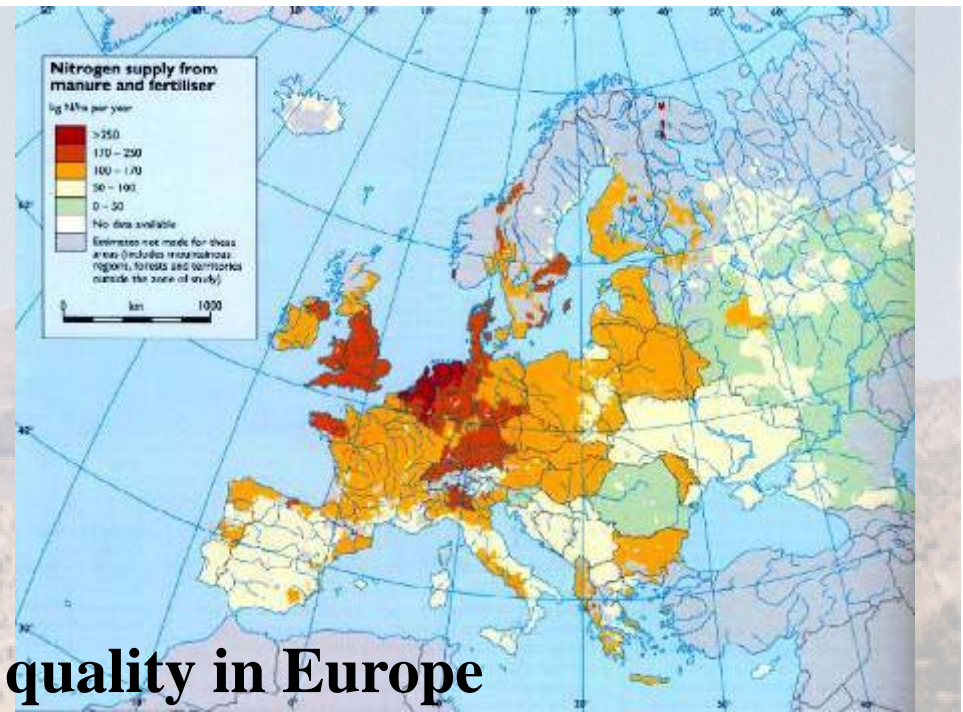 Nitrogen supply from
manure and fertiliser
kg N/ha per year
>250
170 – 250
100 – 170
50 – 100
0 – 50
No data available
Estimates not made for these
areas (includes mountainous
regions, forests and territories
outside the zone of study)
0 km 1000
quality in Europe